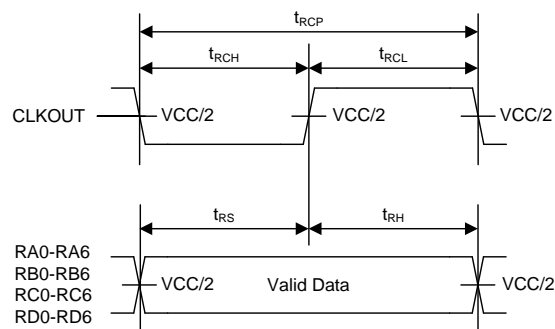 tRCP
tRCH tRCL
CLKOUT VCC/2 VCC/2 VCC/2
tRS tRH
RA0-RA6
RB0-RB6
RC0-RC6
RD0-RD6
VCC/2 Valid Data VCC/2